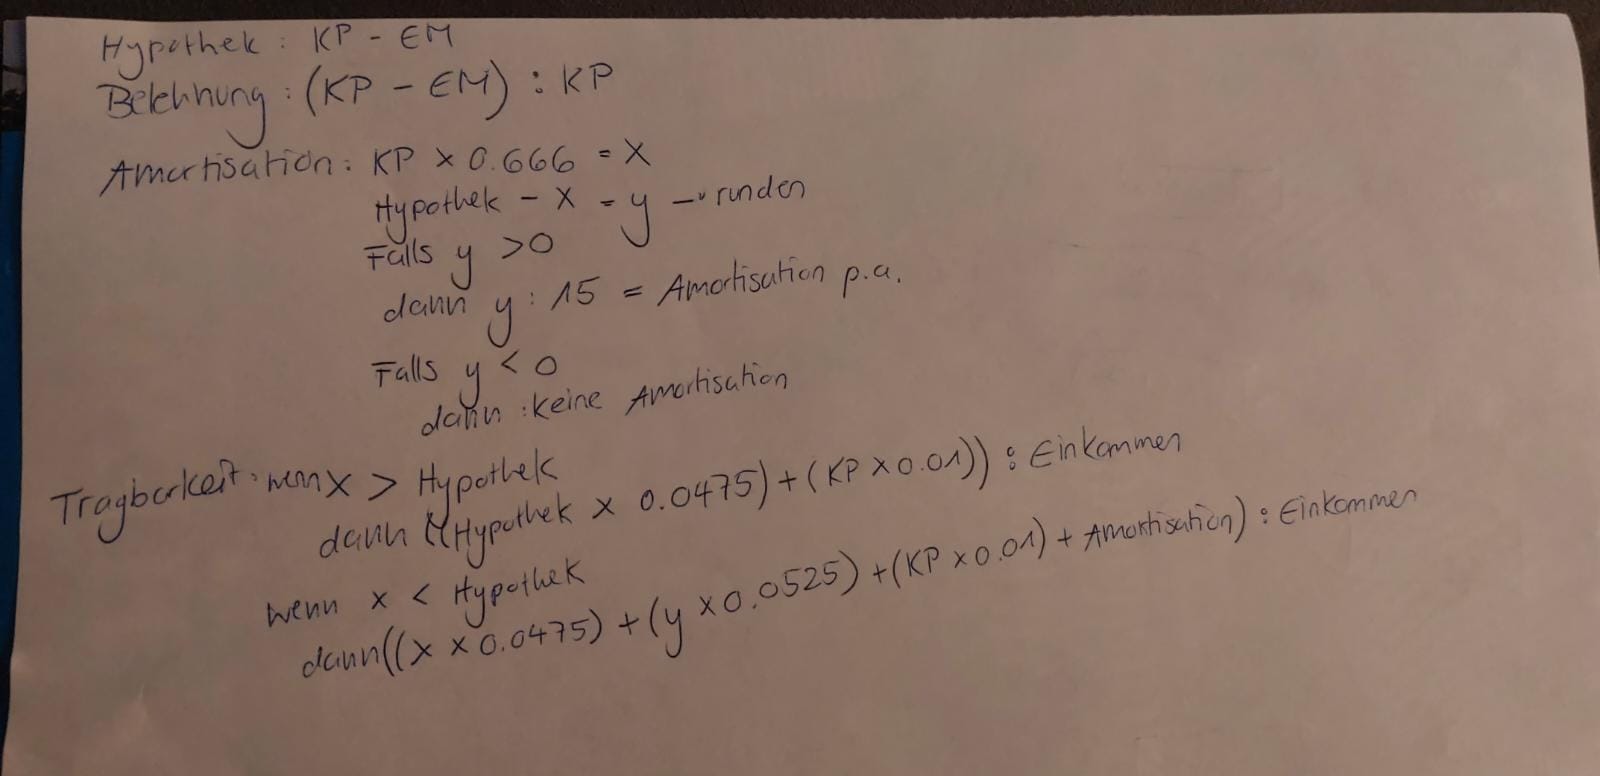 Hypothek: KP - EM
Belehnung: (KP - EM) : KP
Amortisation: KP x 0.666 = X
Hypothek - X = y → runden
Falls y > 0
dann y : 15 = Amortisation p.a.
Falls y < 0
dann : keine Amortisation
Tragbarkeit: wenn x > Hypothek
dann ((Hypothek x 0.0475) + (KP x 0.01)) : Einkommen
wenn x < Hypothek
dann ((x x 0.0475) + (y x 0.0525) + (KP x 0.01) + Amortisation) : Einkommen